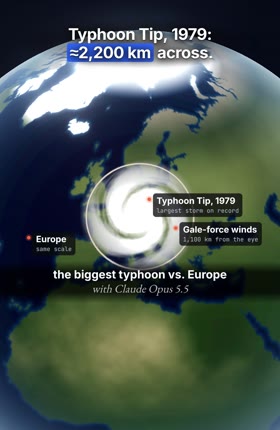 Typhoon Tip, 1979:
≈2,200 km across.
Typhoon Tip, 1979
largest storm on record
Gale-force winds
1,100 km from the eye
Europe
same scale
the biggest typhoon vs. Europe
with Claude Opus 5.5